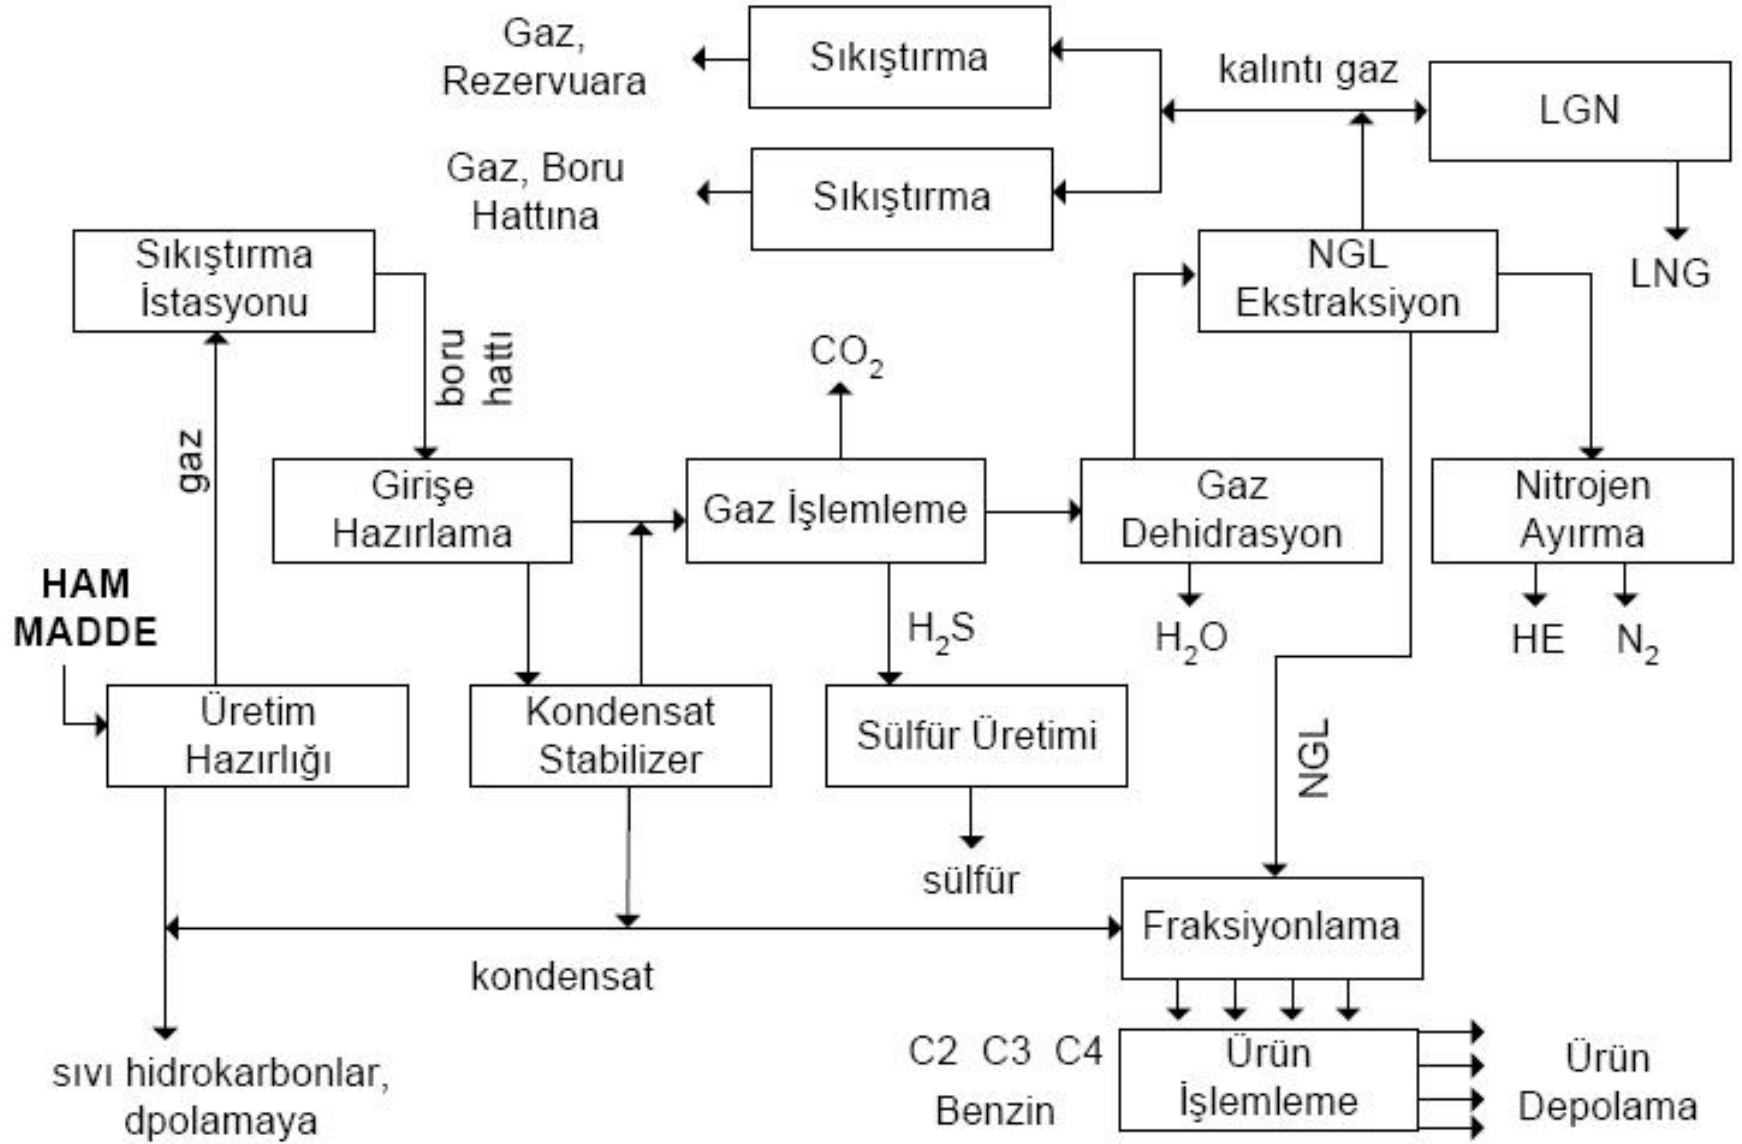 Gaz,
Rezervuara
Sıkıştırma
kalıntı gaz
LGN
Gaz, Boru
Hattına
Sıkıştırma
Sıkıştırma
İstasyonu
NGL
Ekstraksiyon
LNG
boru
hattı
CO2
gaz
Girişe
Hazırlama
Gaz İşlemleme
Gaz
Dehidrasyon
Nitrojen
Ayırma
HAM
MADDE
H2S
H2O
HE
N2
Üretim
Hazırlığı
Kondensat
Stabilizer
Sülfür Üretimi
NGL
sülfür
Fraksiyonlama
kondensat
C2 C3 C4
Benzin
Ürün
İşlemleme
Ürün
Depolama
sıvı hidrokarbonlar,
dpolamaya